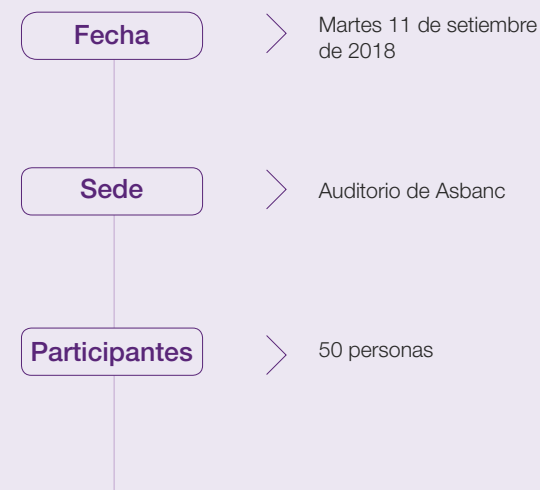 Fecha
Martes 11 de setiembre
de 2018
Sede
Auditorio de Asbanc
Participantes
50 personas